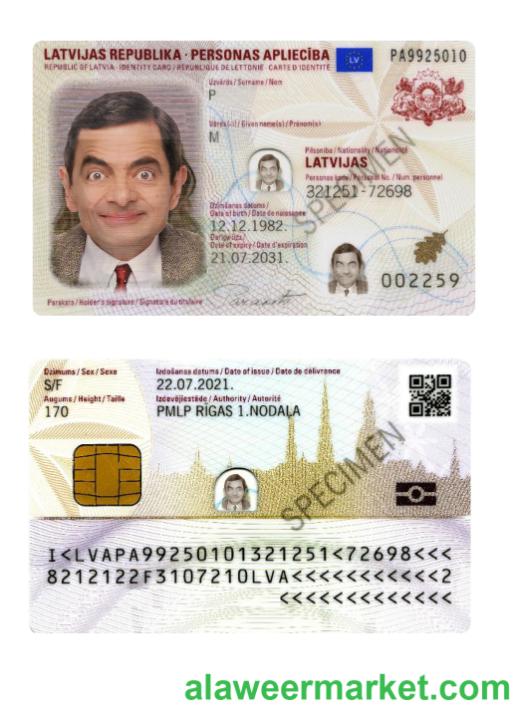 LATVIJAS REPUBLIKA · PERSONAS APLIECĪBA LV PA9925010
REPUBLIC OF LATVIA · IDENTITY CARD / RÉPUBLIQUE DE LETTONIE · CARTE D'IDENTITÉ
Uzvārds / Surname / Nom
P
Vārds (-i) / Given name(s) / Prénom(s)
M
Pilsonība / Nationality / Nationalité
LATVIJAS
Personas kods / Personal No. / Num. personnel
321251-72698
Dzimšanas datums /
Date of birth / Date de naissance
12.12.1982.
Derīga līdz /
Date of expiry / Date d'expiration
21.07.2031.
002259
Paraksts / Holder's signature / Signature du titulaire
SPECIMEN
Dzimums / Sex / Sexe
S/F
Augums / Height / Taille
170
Izdošanas datums / Date of issue / Date de délivrance
22.07.2021.
Izdevējiestāde / Authority / Autorité
PMLP RĪGAS 1.NODAĻA
SPECIMEN
I<LVAPA99250101321251<72698<<<
8212122F3107210LVA<<<<<<<<<<<2
<<<<<<<<<<<<<<
alaweermarket.com